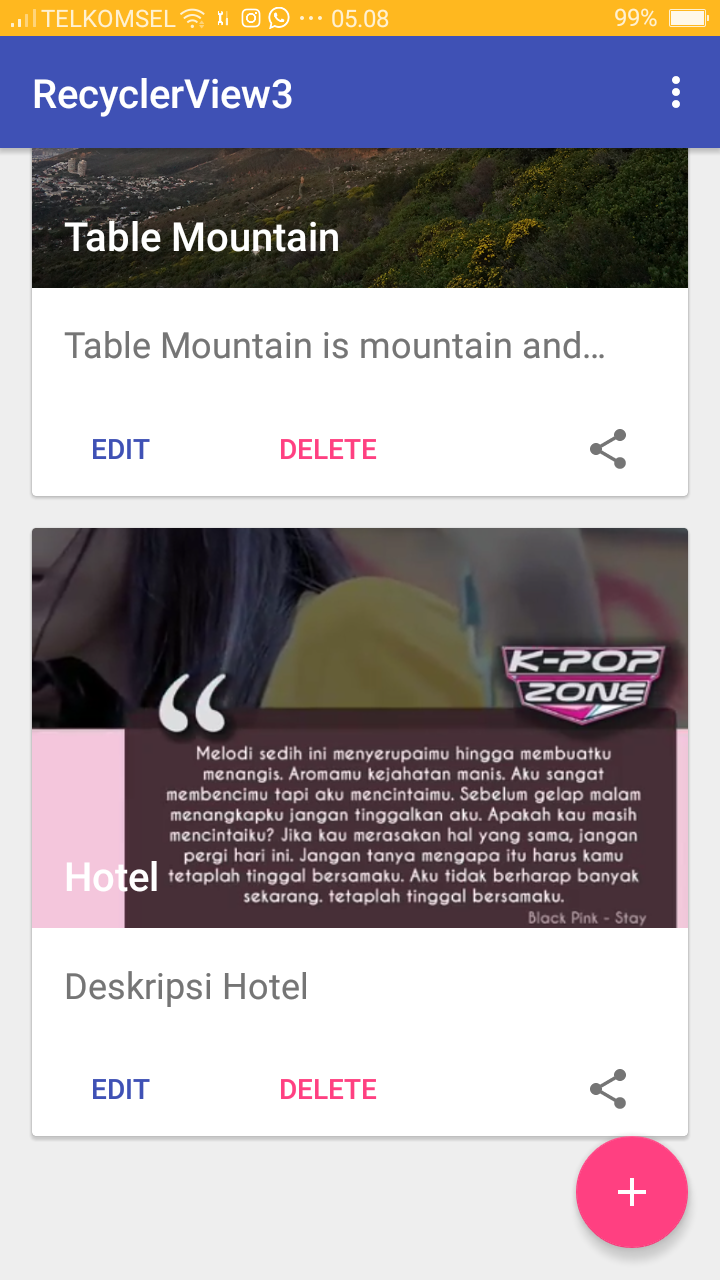 TELKOMSEL ··· 05.08 99%
RecyclerView3
Table Mountain
Table Mountain is mountain and...
EDIT DELETE
K-POP
ZONE
“
Melodi sedih ini menyerupaimu hingga membuatku
menangis. Aromamu kejahatan manis. Aku sangat
membencimu tapi aku mencintaimu. Sebelum gelap malam
menangkapku jangan tinggalkan aku. Apakah kau masih
mencintaiku? Jika kau merasakan hal yang sama, jangan
pergi hari ini. Jangan tanya mengapa itu harus kamu
tetaplah tinggal bersamaku. Aku tidak berharap banyak
sekarang. tetaplah tinggal bersamaku.
Black Pink - Stay
Hotel
Deskripsi Hotel
EDIT DELETE
+